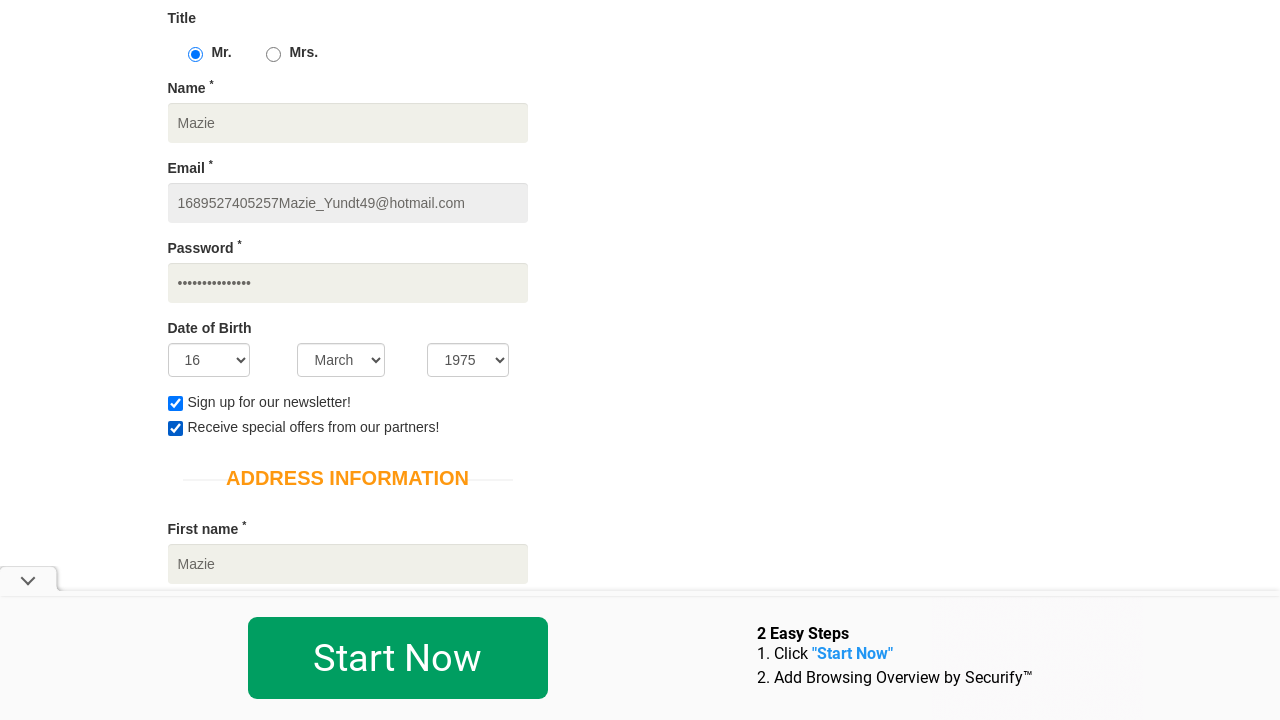 Title
Mr. Mrs.
Name *
Mazie
Email *
1689527405257Mazie_Yundt49@hotmail.com
Password *
•••••••••••••••
Date of Birth
16 March 1975
Sign up for our newsletter!
Receive special offers from our partners!
ADDRESS INFORMATION
First name *
Mazie
Start Now
2 Easy Steps
1. Click "Start Now"
2. Add Browsing Overview by Securify™